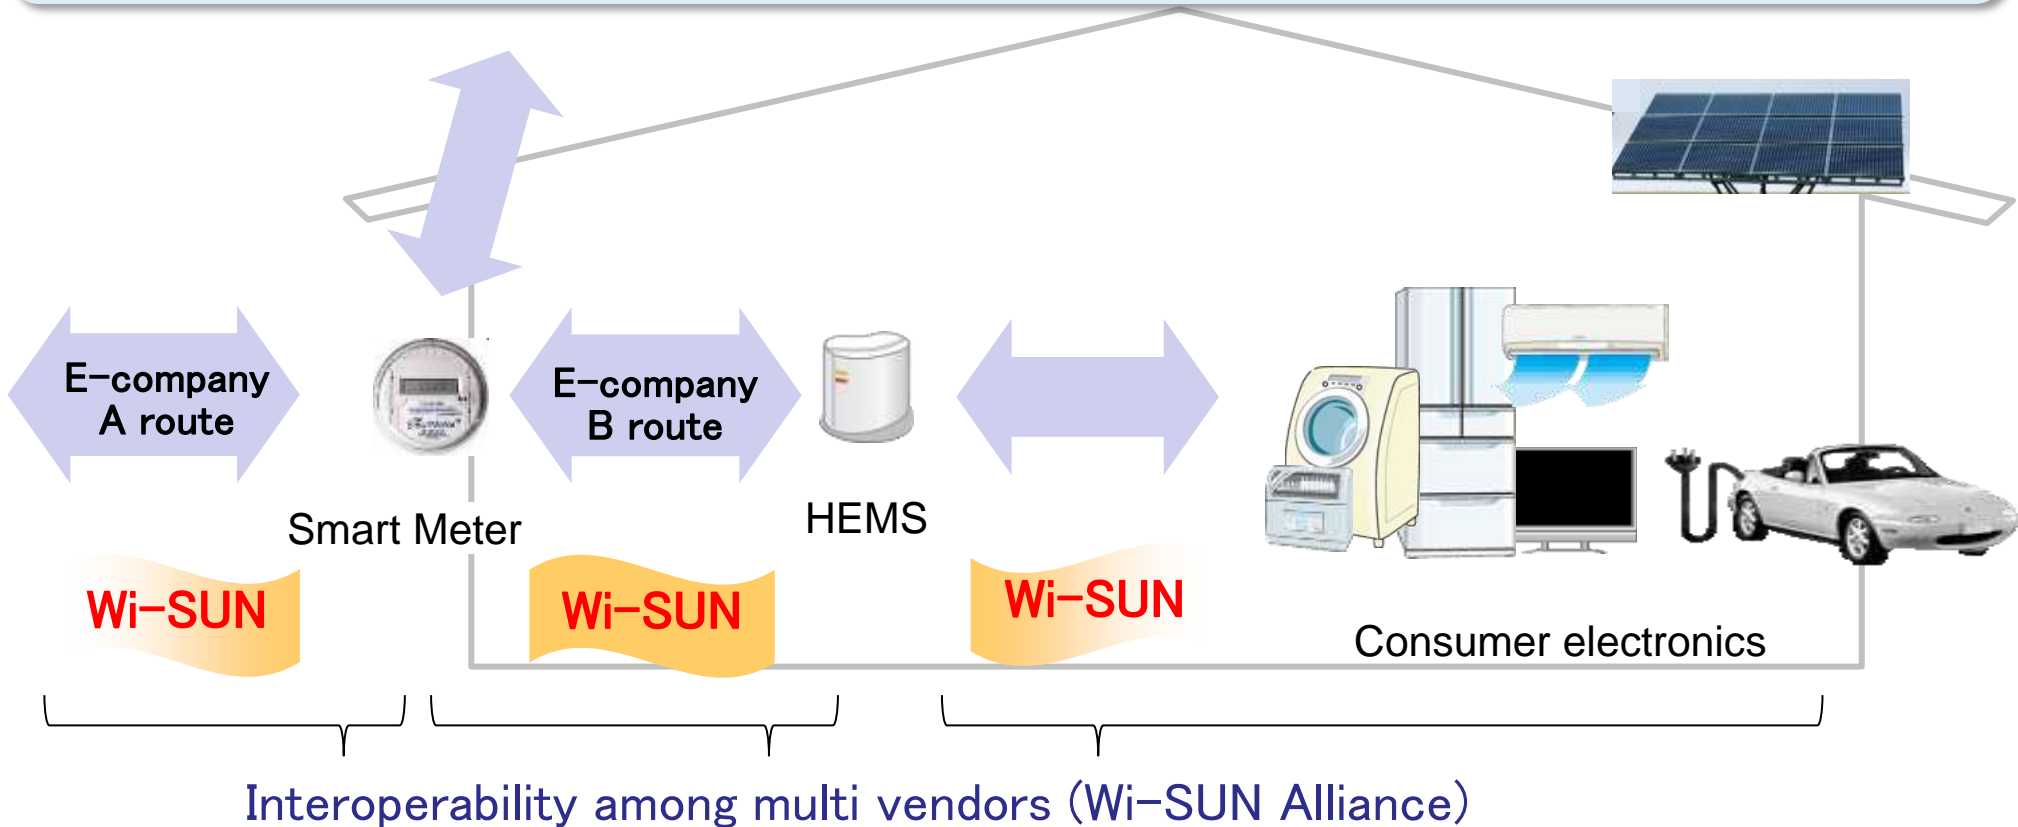 E-company
A route
E-company
B route
Smart Meter
HEMS
Wi-SUN
Wi-SUN
Wi-SUN
Consumer electronics
Interoperability among multi vendors (Wi-SUN Alliance)